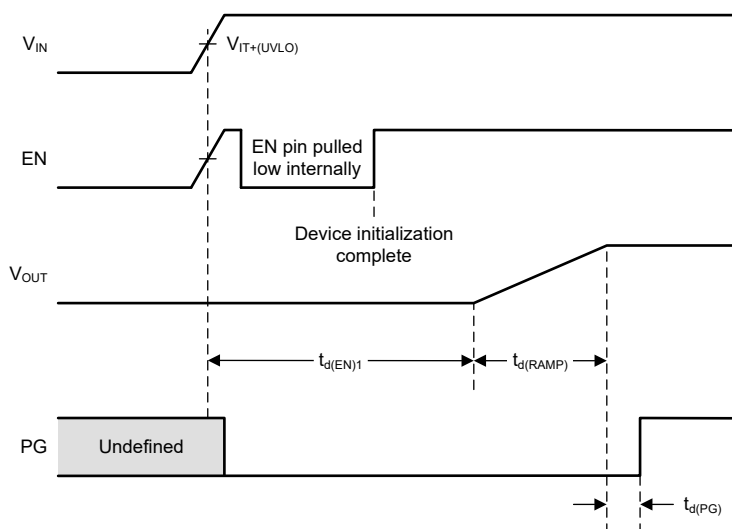 VIN
VIT+(UVLO)
EN
EN pin pulled
low internally
Device initialization
complete
VOUT
td(EN)1
td(RAMP)
PG
Undefined
td(PG)